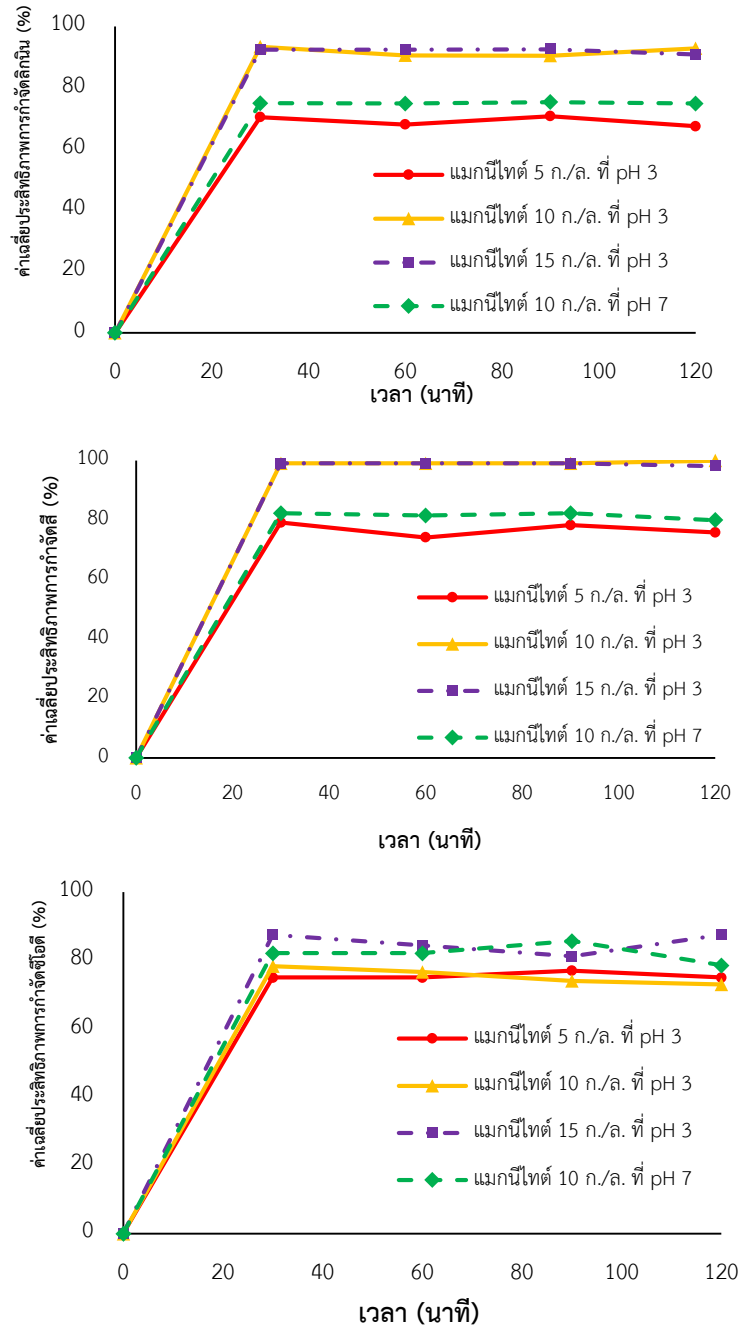 ค่าเฉลี่ยประสิทธิภาพการกำจัดลิกนิน (%)
100
80
60
40
20
0
แมกนีไทต์ 5 ก./ล. ที่ pH 3
แมกนีไทต์ 10 ก./ล. ที่ pH 3
แมกนีไทต์ 15 ก./ล. ที่ pH 3
แมกนีไทต์ 10 ก./ล. ที่ pH 7
0 20 40 60 80 100 120
เวลา (นาที)
ค่าเฉลี่ยประสิทธิภาพการกำจัดสี (%)
100
80
60
40
20
0
แมกนีไทต์ 5 ก./ล. ที่ pH 3
แมกนีไทต์ 10 ก./ล. ที่ pH 3
แมกนีไทต์ 15 ก./ล. ที่ pH 3
แมกนีไทต์ 10 ก./ล. ที่ pH 7
0 20 40 60 80 100 120
เวลา (นาที)
ค่าเฉลี่ยประสิทธิภาพการกำจัดซีโอดี (%)
100
80
60
40
20
0
แมกนีไทต์ 5 ก./ล. ที่ pH 3
แมกนีไทต์ 10 ก./ล. ที่ pH 3
แมกนีไทต์ 15 ก./ล. ที่ pH 3
แมกนีไทต์ 10 ก./ล. ที่ pH 7
0 20 40 60 80 100 120
เวลา (นาที)